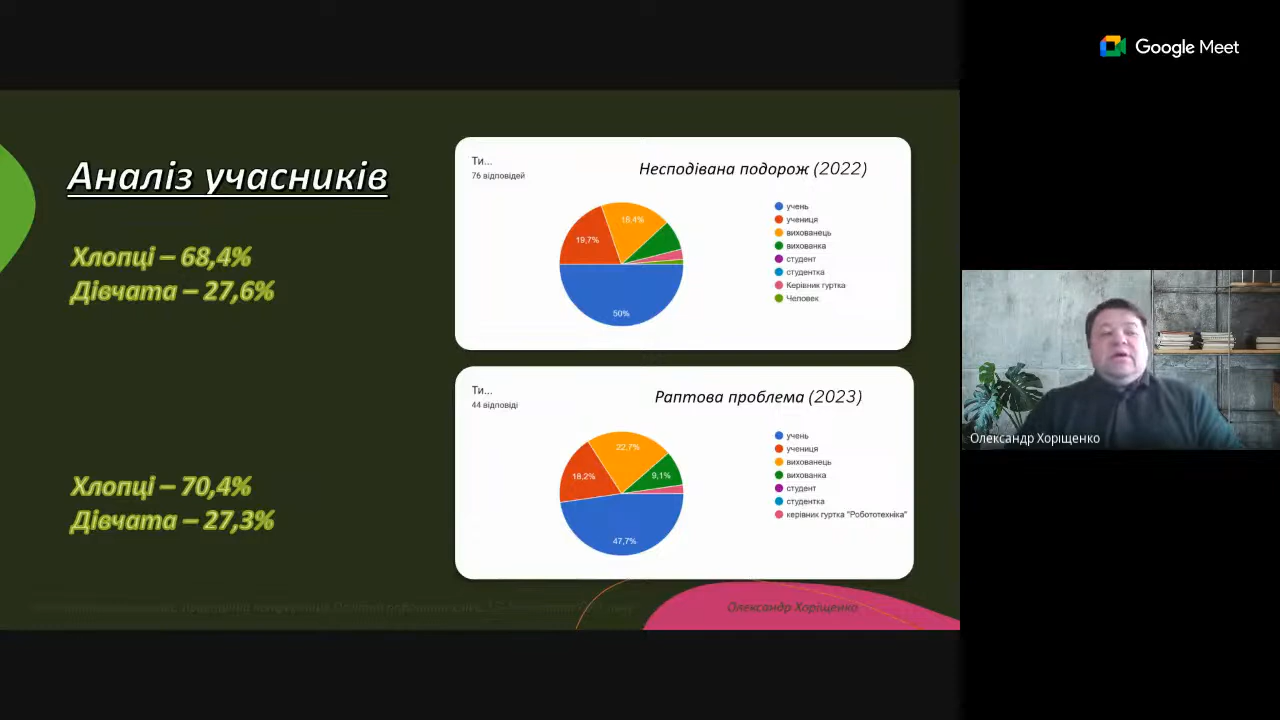 Google Meet
Аналіз учасників
Хлопці – 68,4%
Дівчата – 27,6%
Ти...
76 відповідей
Несподівана подорож (2022)
19,7%
18,4%
50%
учень
учениця
вихованець
вихованка
студент
студентка
Керівник гуртка
Человек
Хлопці – 70,4%
Дівчата – 27,3%
Ти...
44 відповіді
Раптова проблема (2023)
18,2%
22,7%
9,1%
47,7%
учень
учениця
вихованець
вихованка
студент
студентка
керівник гуртка "Робототехніка"
Олександр Хоріщенко
Олександр Хоріщенко